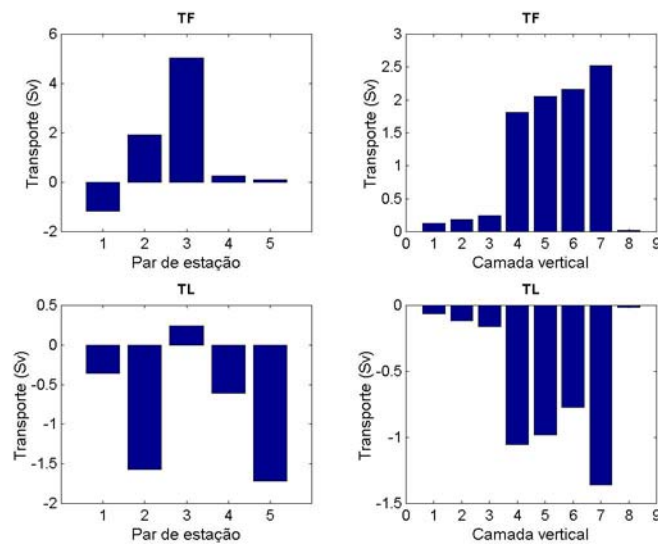 TF
6
4
2
0
-2
Transporte (Sv)
1 2 3 4 5
Par de estação
TF
3
2.5
2
1.5
1
0.5
0
Transporte (Sv)
0 1 2 3 4 5 6 7 8 9
Camada vertical
TL
0.5
0
-0.5
-1
-1.5
-2
Transporte (Sv)
1 2 3 4 5
Par de estação
TL
0
-0.5
-1
-1.5
Transporte (Sv)
0 1 2 3 4 5 6 7 8 9
Camada vertical